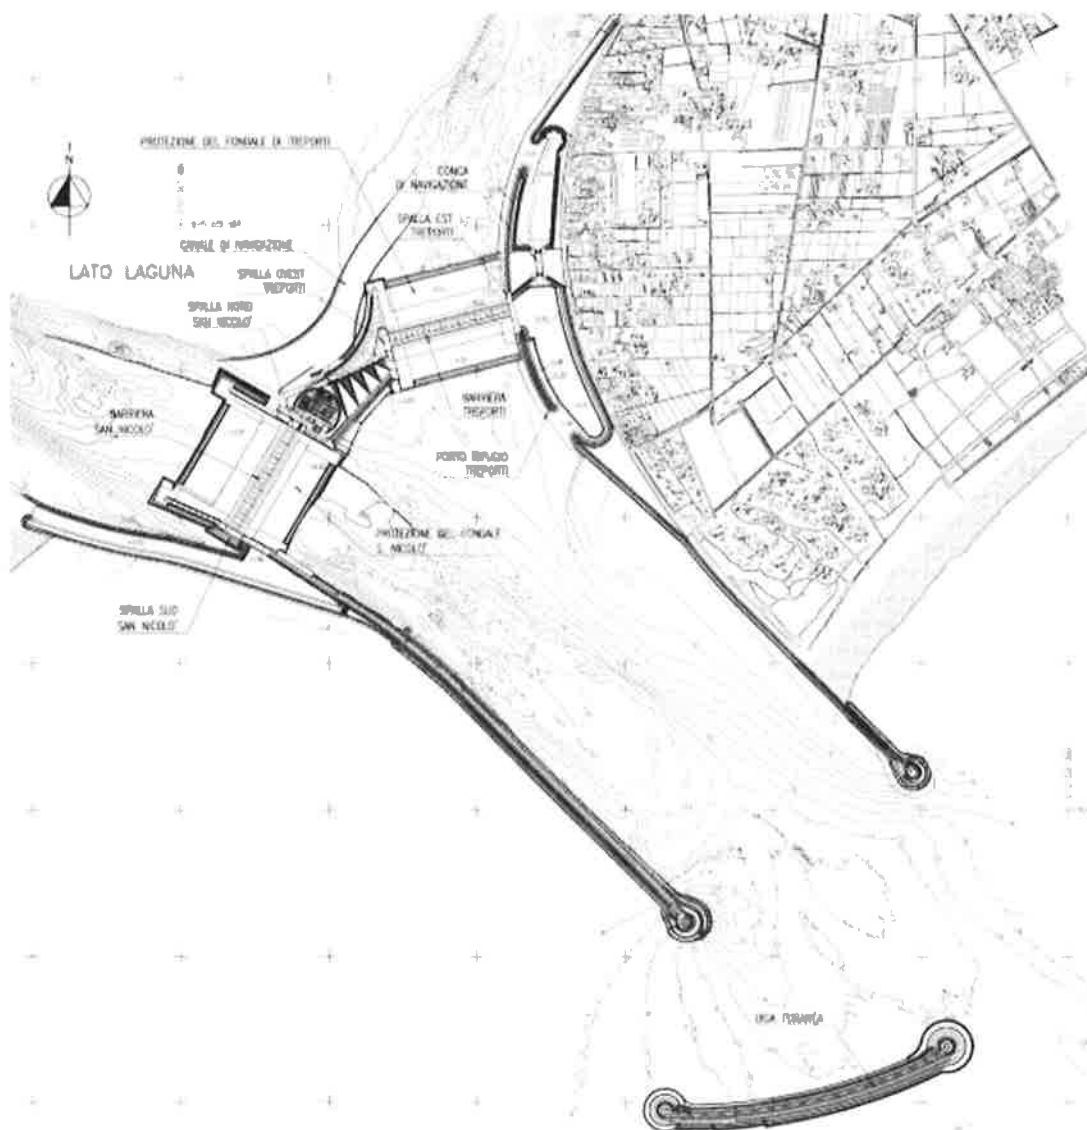 PROTEZIONE DEL FONDALE DI TREPORTI
N
CONCA
DI NAVIGAZIONE
SPALLA EST
TREPORTI
CANALE DI NAVIGAZIONE
LATO LAGUNA
SPALLA OVEST
TREPORTI
SPALLA NORD
SAN NICOLO'
BARRIERA
TREPORTI
BARRIERA
SAN NICOLO'
PORTO RIFUGIO
TREPORTI
PROTEZIONE DEL FONDALE
S. NICOLO'
SPALLA SUD
SAN NICOLO'
DIGA FORANEA